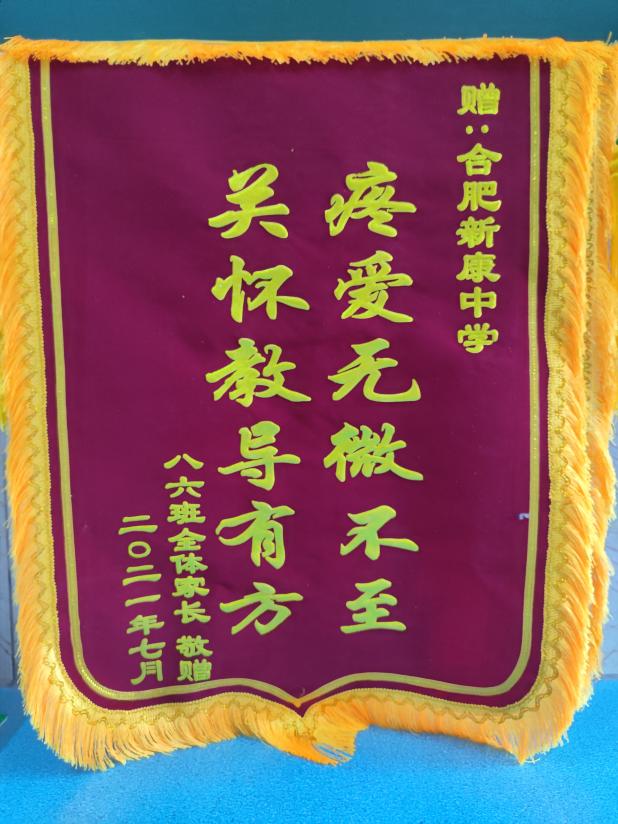 赠:合肥新康中学
疼爱无微不至
关怀教导有方
八六班全体家长 敬赠
二〇二一年七月